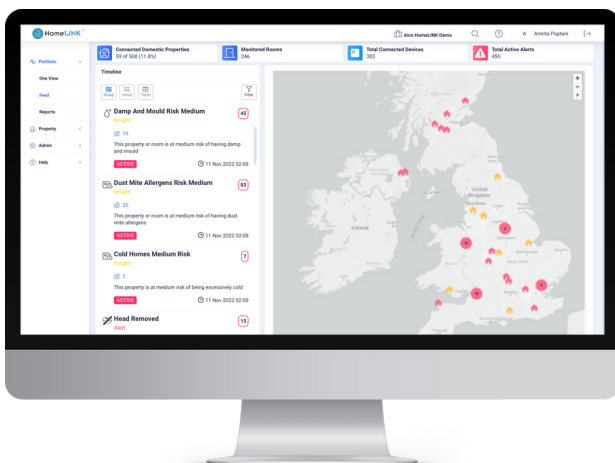 HomeLINK
Aico HomeLINK Demo
A
Amrita Poptani
Portfolio
One View
Feed
Reports
Property
Admin
Help
Connected Domestic Properties
59 of 500 (11.8%)
Monitored Rooms
246
Total Connected Devices
303
Total Active Alerts
455
Timeline
Group
Detail
Table
Filter
Damp And Mould Risk Medium
45
Insight
19
This property or room is at medium risk of having damp
and mould
ACTIVE
11 Nov 2022 02:00
Dust Mite Allergens Risk Medium
83
Insight
30
This property or room is at medium risk of having dust
mite allergens
ACTIVE
11 Nov 2022 02:00
Cold Homes Medium Risk
7
Insight
7
This property is at medium risk of being excessively cold
ACTIVE
11 Nov 2022 02:00
Head Removed
15
Alert
United
Kingdom
Ireland
ENGLAND